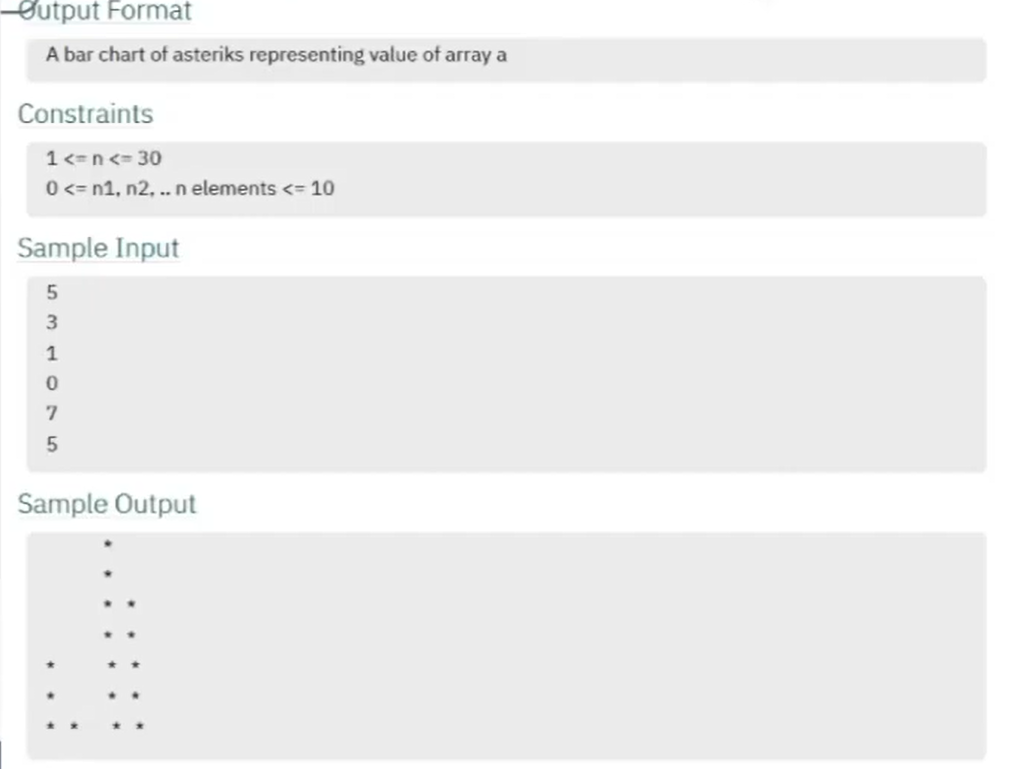 Output Format
A bar chart of asteriks representing value of array a
Constraints
1 <= n <= 30
0 <= n1, n2, .. n elements <= 10
Sample Input
5
3
1
0
7
5
Sample Output
      *
      *
      * *
      * *
*     * *
*     * *
* *   * *